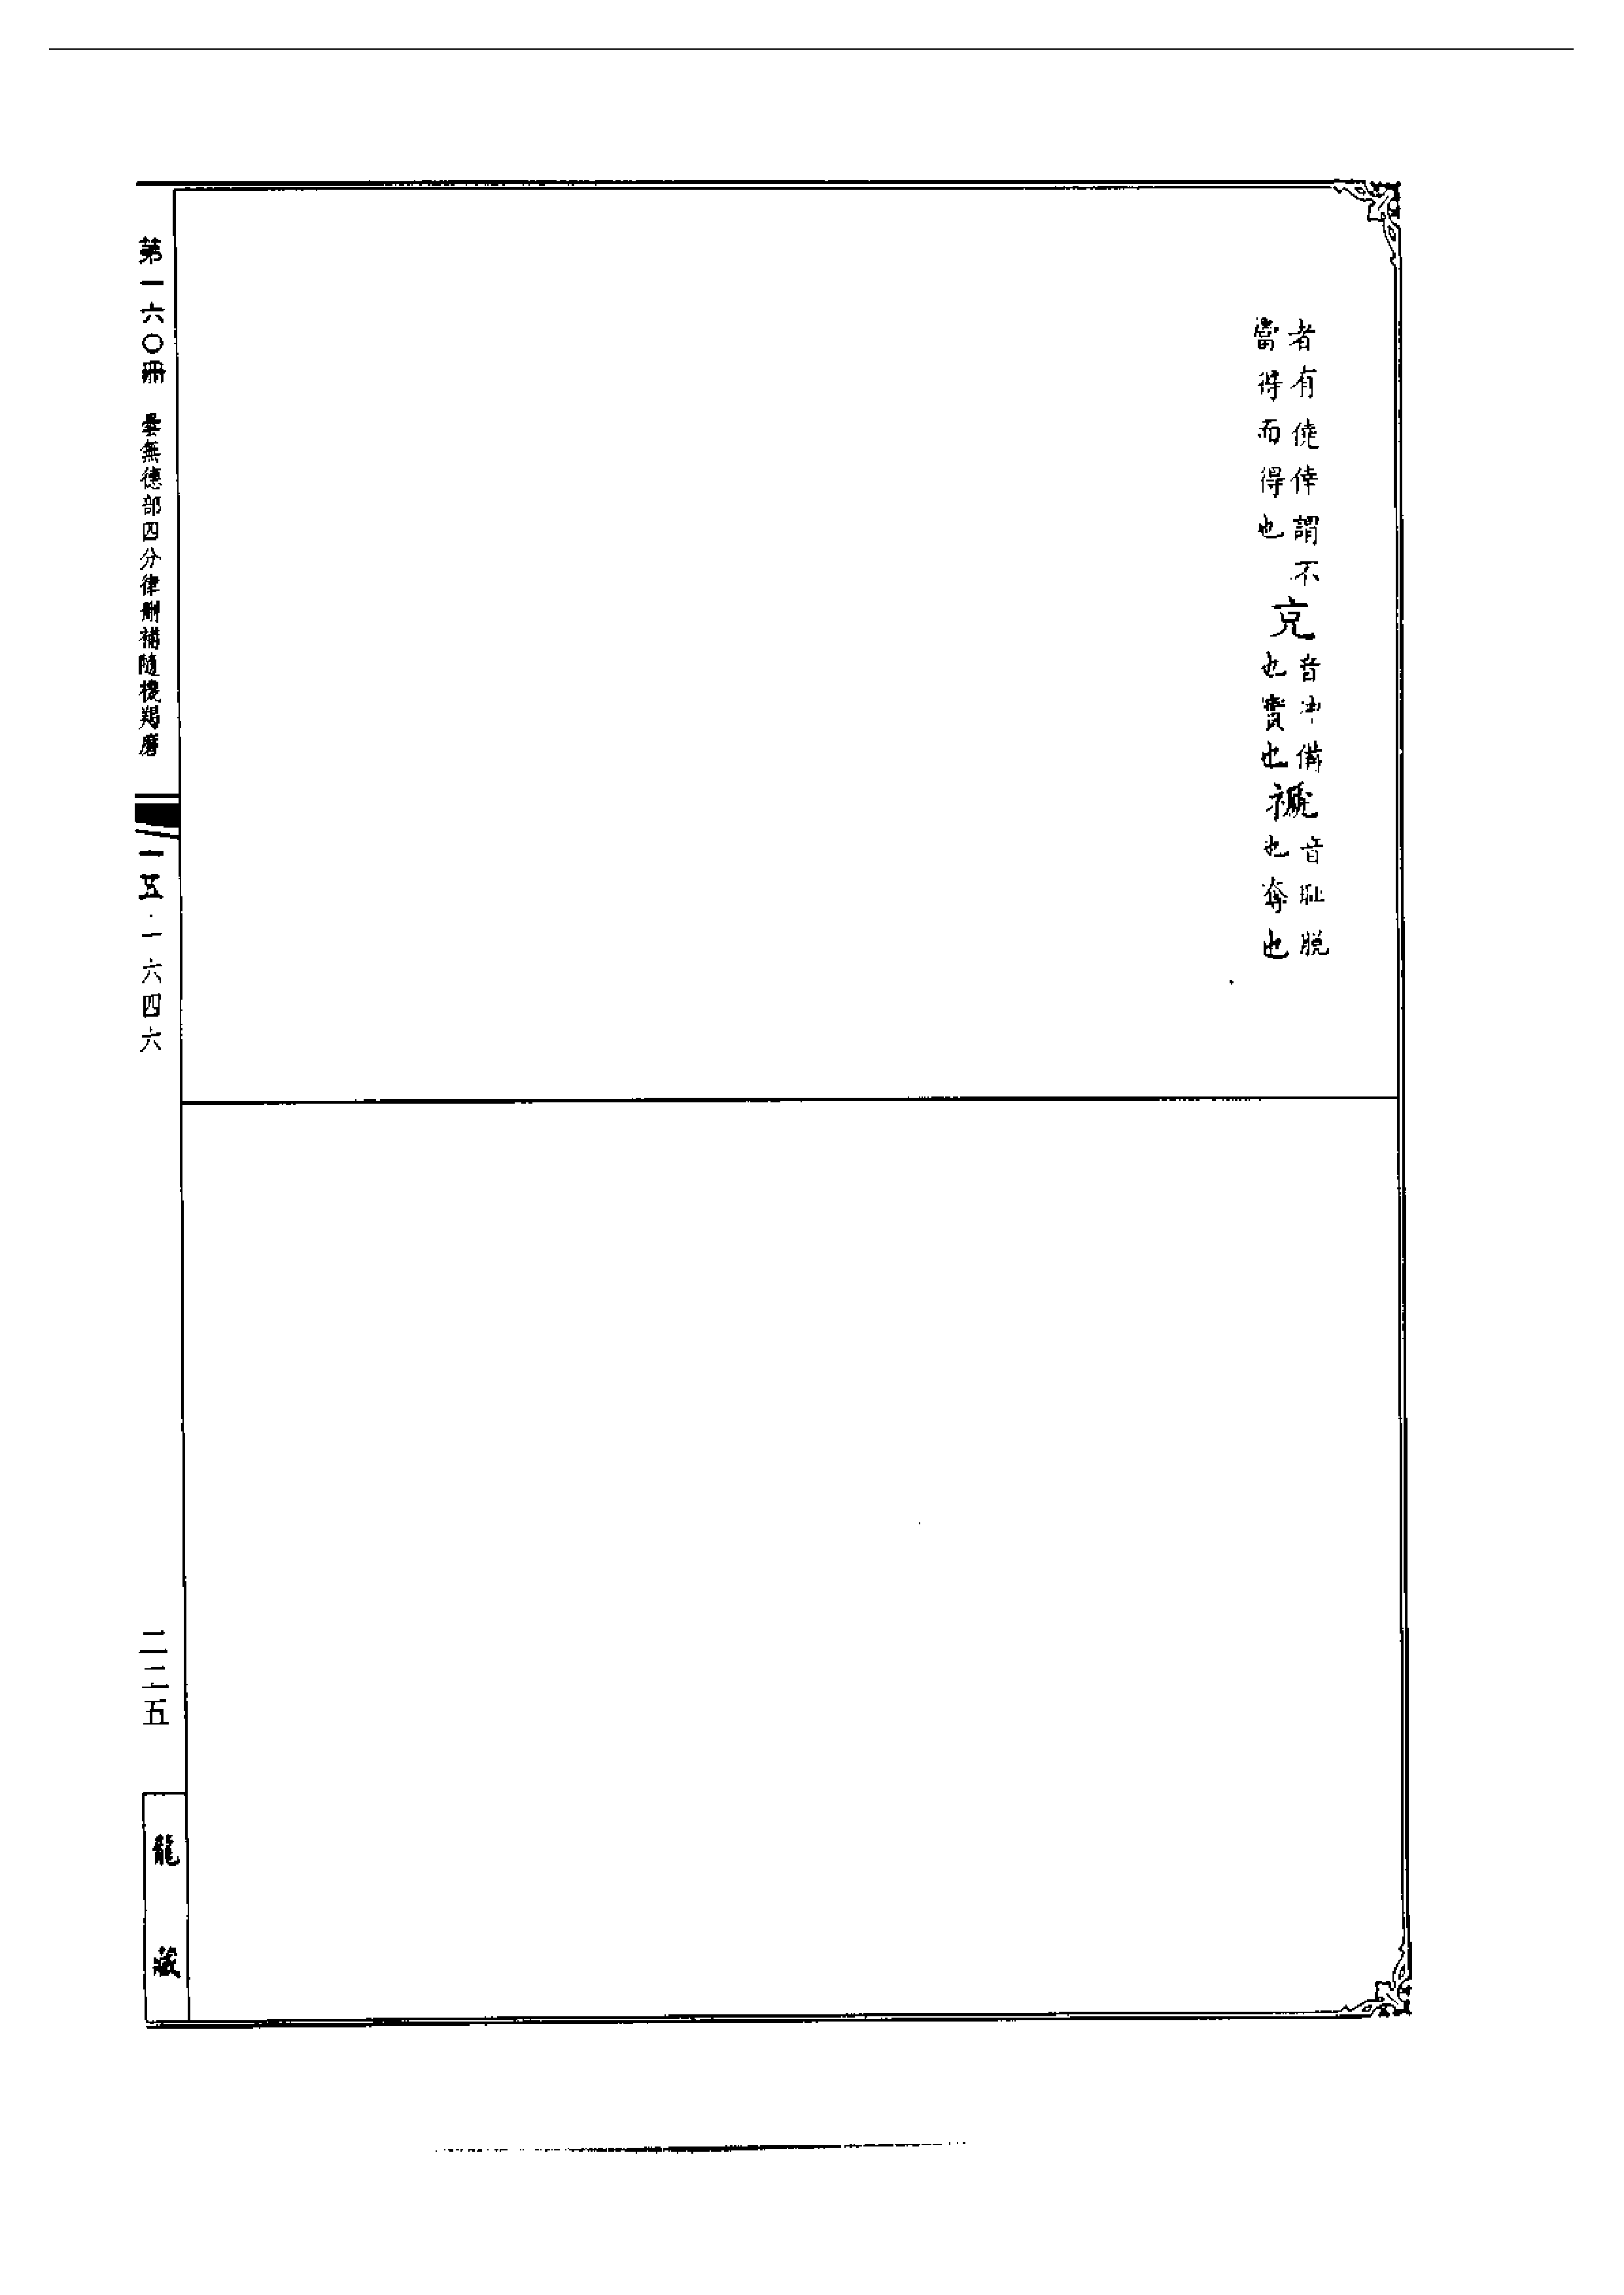 者有僥倖謂不
當得而得也
充
音冲備
也實也
褫
音耻脫
也奪也
第一六〇冊 曇無德部四分律刪補隨機羯磨
一五·一六四六
二二五
龍藏